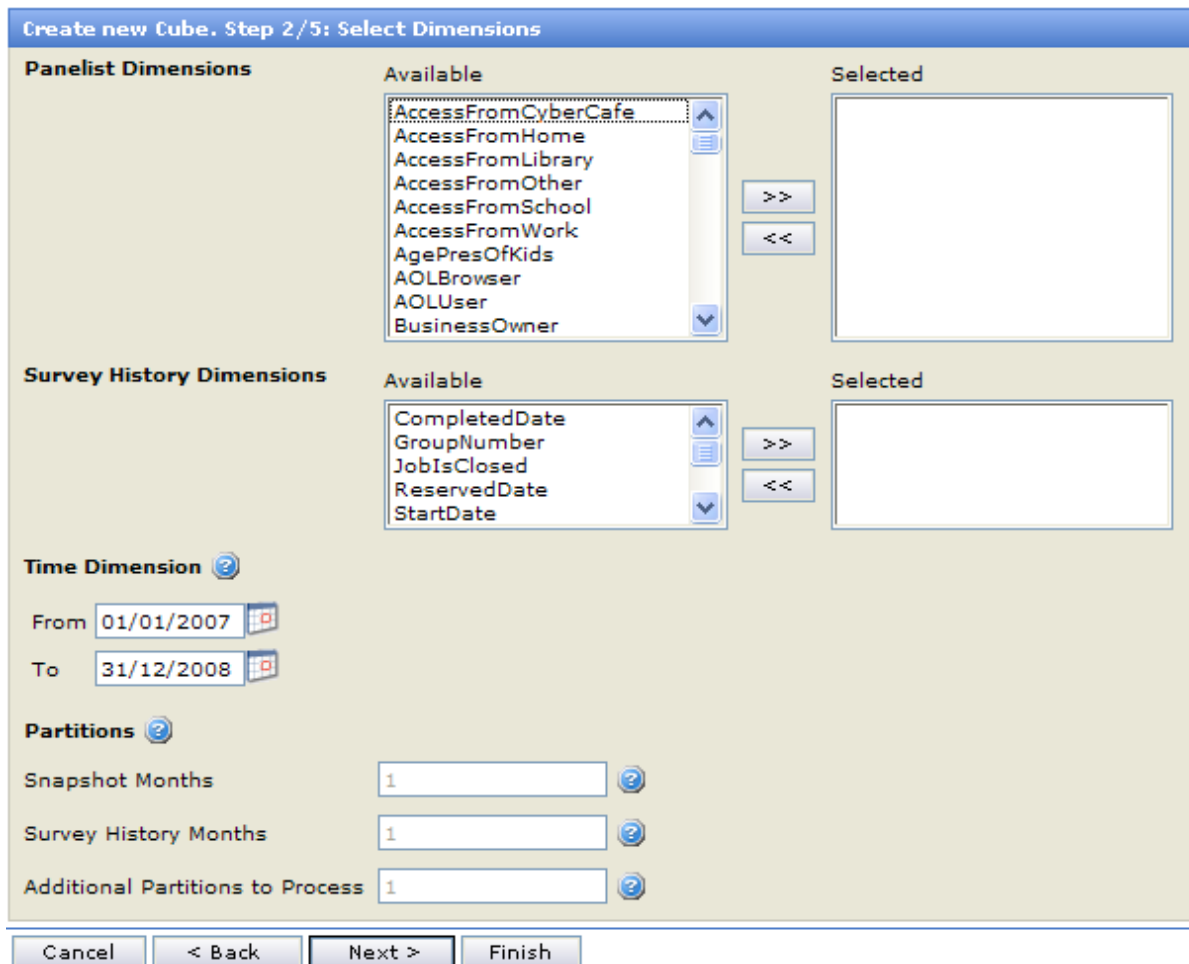 Create new Cube. Step 2/5: Select Dimensions
Panelist Dimensions
Available
Selected
AccessFromCyberCafe
AccessFromHome
AccessFromLibrary
AccessFromOther
AccessFromSchool
AccessFromWork
AgePresOfKids
AOLBrowser
AOLUser
BusinessOwner
>>
<<
Survey History Dimensions
Available
Selected
CompletedDate
GroupNumber
JobIsClosed
ReservedDate
StartDate
>>
<<
Time Dimension ?
From 01/01/2007
To 31/12/2008
Partitions ?
Snapshot Months 1 ?
Survey History Months 1 ?
Additional Partitions to Process 1 ?
Cancel < Back Next > Finish